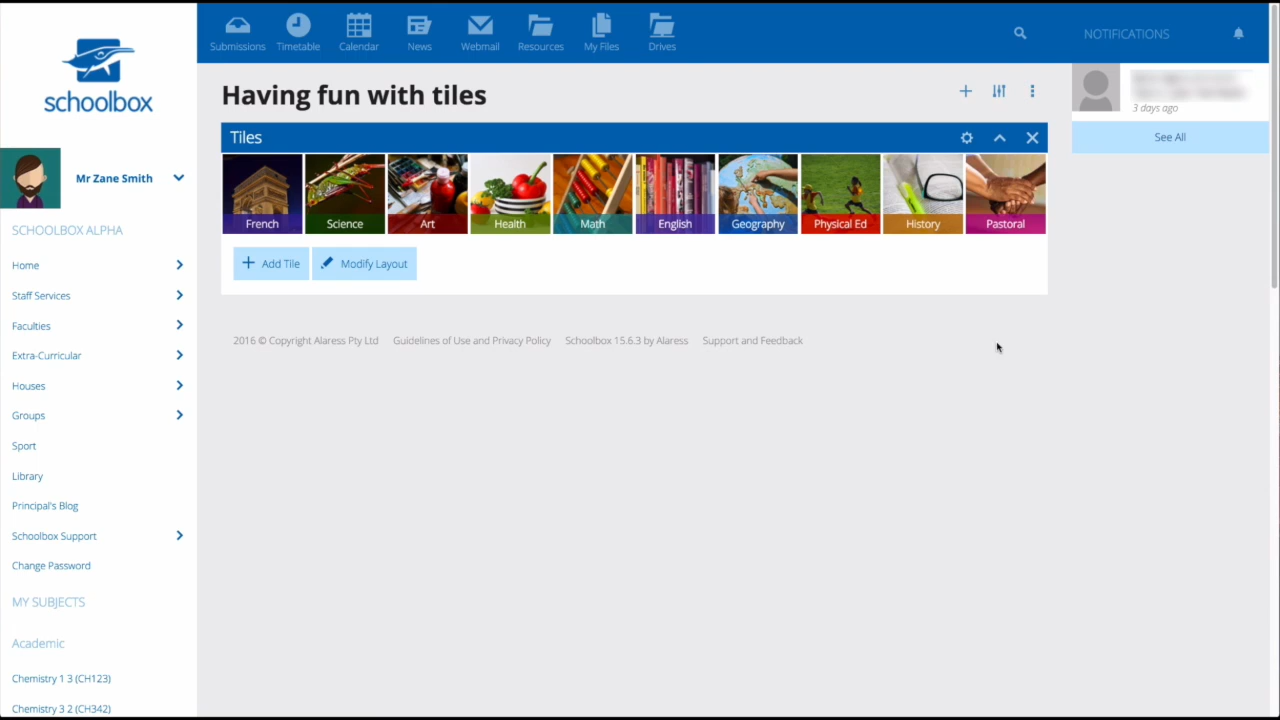 Submissions Timetable Calendar News Webmail Resources My Files Drives
NOTIFICATIONS
schoolbox
Having fun with tiles
3 days ago
See All
Tiles
Mr Zane Smith
French Science Art Health Math English Geography Physical Ed History Pastoral
SCHOOLBOX ALPHA
Home
Staff Services
Faculties
Extra-Curricular
Houses
Groups
Sport
Library
Principal's Blog
Schoolbox Support
Change Password
MY SUBJECTS
Academic
Chemistry 1 3 (CH123)
Chemistry 3 2 (CH342)
Add Tile Modify Layout
2016 © Copyright Alaress Pty Ltd Guidelines of Use and Privacy Policy Schoolbox 15.6.3 by Alaress Support and Feedback